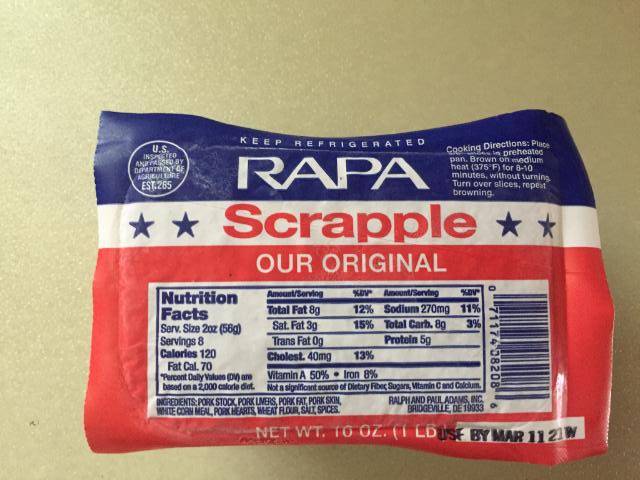 KEEP REFRIGERATED
U.S.
INSPECTED
AND PASSED BY
DEPARTMENT OF
AGRICULTURE
EST. 265
RAPA
Cooking Directions: Place
preheated
pan. Brown on medium
heat (375°F) for 8-10
minutes, without turning.
Turn over slices, repeat
browning.
Scrapple
OUR ORIGINAL
Nutrition
Facts
Serv. Size 2oz (56g)
Servings 8
Calories 120
Fat Cal. 70
*Percent Daily Values (DV) are
based on a 2,000 calorie diet.
Amount/Serving %DV* Amount/Serving %DV*
Total Fat 8g 12% Sodium 270mg 11%
Sat. Fat 3g 15% Total Carb. 8g 3%
Trans Fat 0g Protein 5g
Cholest. 40mg 13%
Vitamin A 50% • Iron 8%
Not a significant source of Dietary Fiber, Sugars, Vitamin C and Calcium.
0 71174 08208 6
INGREDIENTS: PORK STOCK, PORK LIVERS, PORK FAT, PORK SKIN,
WHITE CORN MEAL, PORK HEARTS, WHEAT FLOUR, SALT, SPICES.
RALPH AND PAUL ADAMS, INC.
BRIDGEVILLE, DE 19933
NET WT. 16 OZ. (1 LB
USE BY MAR 11 21W